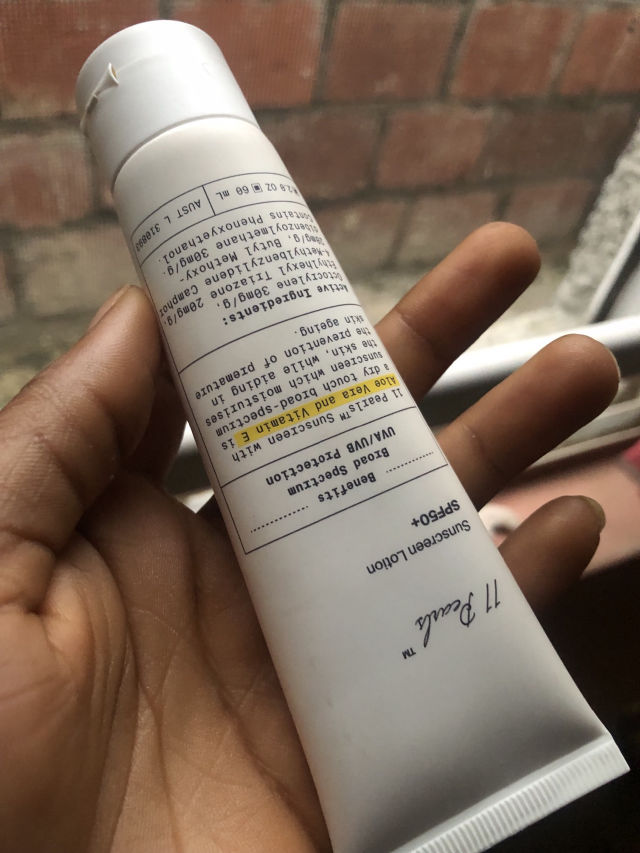 11 Pearls™
Sunscreen Lotion
SPF50+
Benefits
Broad Spectrum
UVA/UVB Protection
11 Pearls™ Sunscreen with
Aloe Vera and Vitamin E is
a dry touch broad-spectrum
sunscreen which moisturises
the skin, while aiding in
the prevention of premature
skin ageing.
Active Ingredients:
Octocrylene 30mg/g.
Ethylhexyl Triazone 20mg/g.
4-Methylbenzylidene Camphor
Butyl Methoxy-
dibenzoylmethane 30mg/g.
Contains Phenoxyethanol.
2.0 OZ 60 mL
AUST L